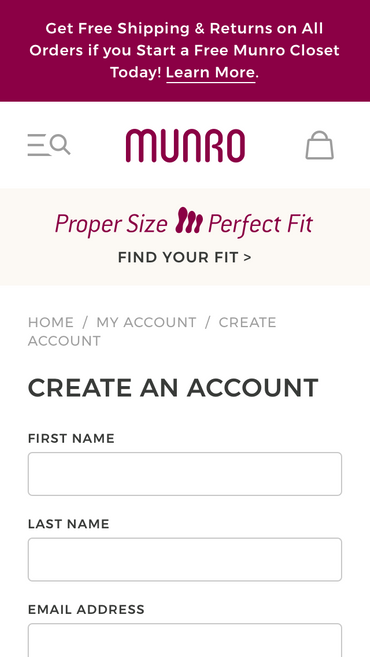 Get Free Shipping & Returns on All
Orders if you Start a Free Munro Closet
Today! Learn More.
MUNRO
Proper Size Perfect Fit
FIND YOUR FIT >
HOME / MY ACCOUNT / CREATE
ACCOUNT
CREATE AN ACCOUNT
FIRST NAME
LAST NAME
EMAIL ADDRESS